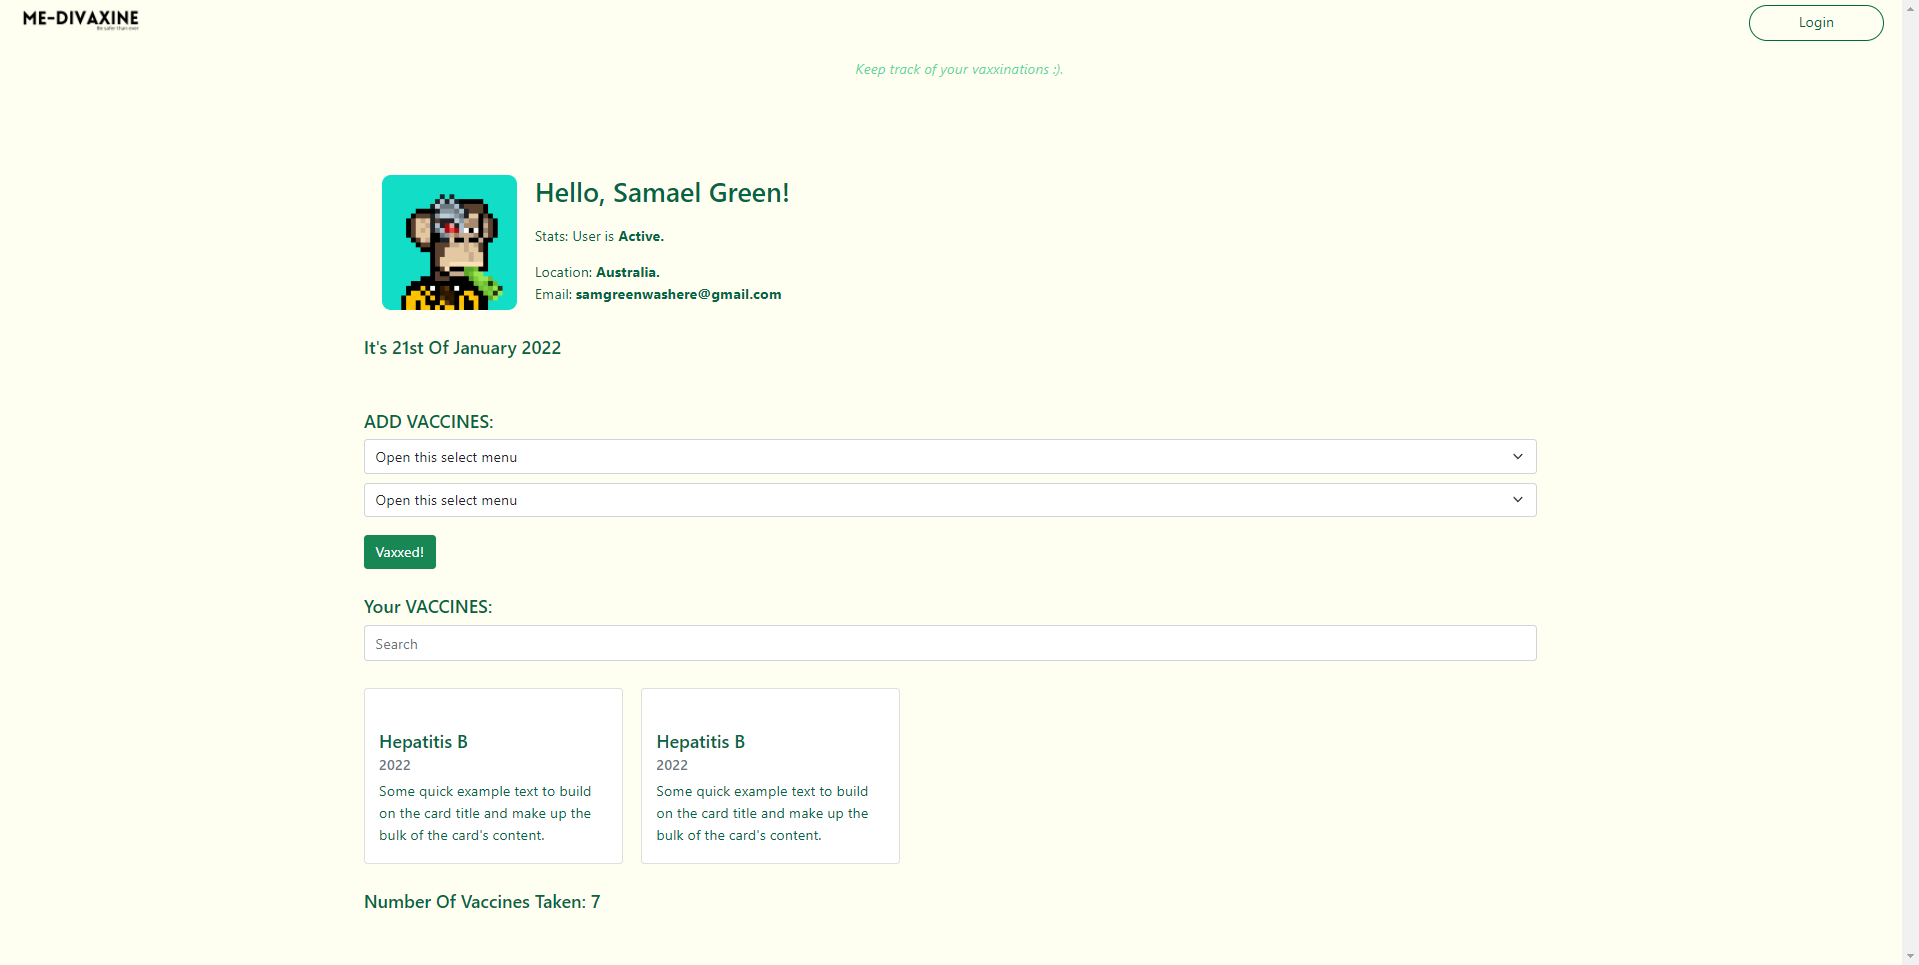 ME-DIVAXINE
Be safer than ever
Login
Keep track of your vaxxinations :).
Hello, Samael Green!
Stats: User is Active.
Location: Australia.
Email: samgreenwashere@gmail.com
It's 21st Of January 2022
ADD VACCINES:
Open this select menu
Open this select menu
Vaxxed!
Your VACCINES:
Search
Hepatitis B
2022
Some quick example text to build
on the card title and make up the
bulk of the card's content.
Hepatitis B
2022
Some quick example text to build
on the card title and make up the
bulk of the card's content.
Number Of Vaccines Taken: 7